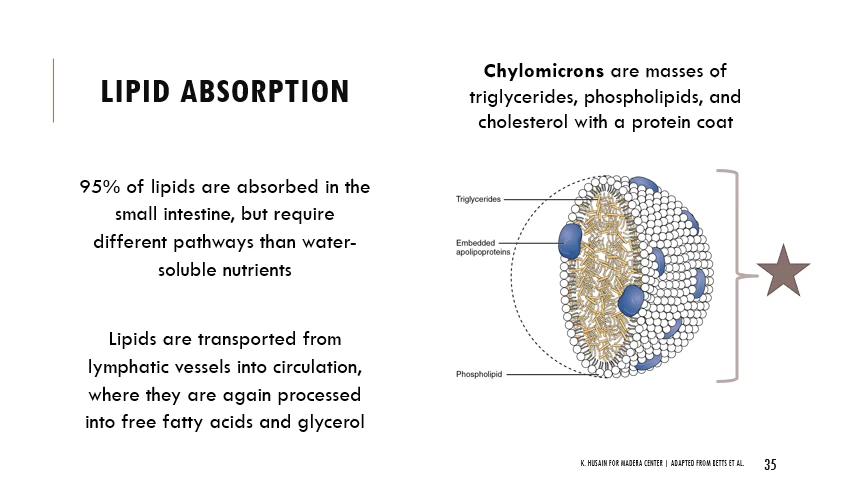 LIPID ABSORPTION
95% of lipids are absorbed in the
small intestine, but require
different pathways than water-
soluble nutrients
Lipids are transported from
lymphatic vessels into circulation,
where they are again processed
into free fatty acids and glycerol
Chylomicrons are masses of
triglycerides, phospholipids, and
cholesterol with a protein coat
Triglycerides
Embedded
apolipoproteins
Phospholipid
K. HUSAIN FOR MADERA CENTER | ADAPTED FROM BETTS ET AL.
35